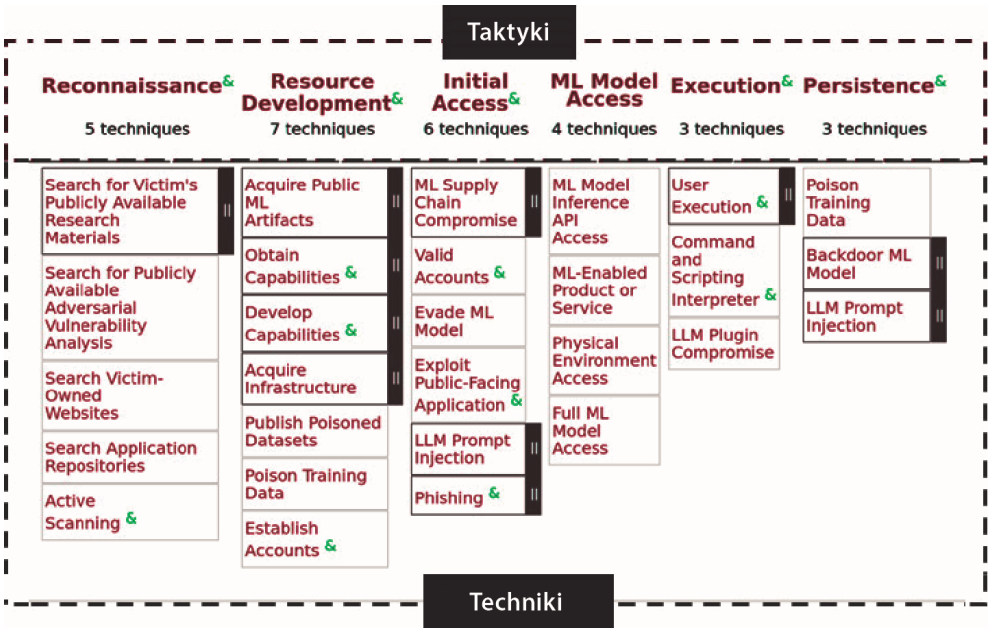 Taktyki
Reconnaissance&
5 techniques
Search for Victim's
Publicly Available
Research
Materials
Search for Publicly
Available
Adversarial
Vulnerability
Analysis
Search Victim-
Owned
Websites
Search Application
Repositories
Active
Scanning &
Resource
Development&
7 techniques
Acquire Public
ML
Artifacts
Obtain
Capabilities &
Develop
Capabilities &
Acquire
Infrastructure
Publish Poisoned
Datasets
Poison Training
Data
Establish
Accounts &
Initial
Access&
6 techniques
ML Supply
Chain
Compromise
Valid
Accounts &
Evade ML
Model
Exploit
Public-Facing
Application &
LLM Prompt
Injection
Phishing &
ML Model
Access
4 techniques
ML Model
Inference
API
Access
ML-Enabled
Product or
Service
Physical
Environment
Access
Full ML
Model
Access
Execution&
3 techniques
User
Execution &
Command
and
Scripting
Interpreter &
LLM Plugin
Compromise
Persistence&
3 techniques
Poison
Training
Data
Backdoor ML
Model
LLM Prompt
Injection
Techniki